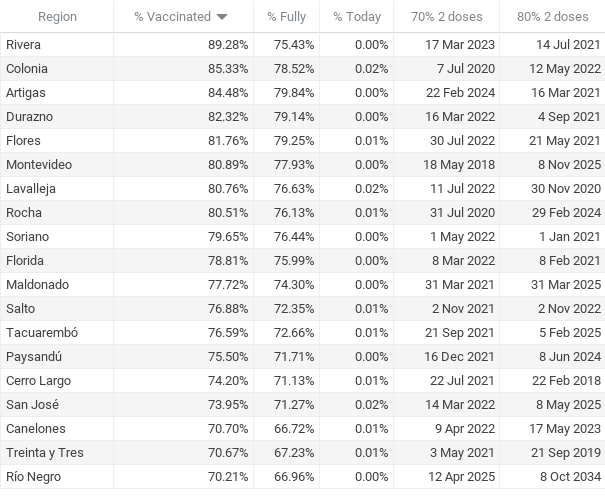 Region % Vaccinated % Fully % Today 70% 2 doses 80% 2 doses
Rivera 89.28% 75.43% 0.00% 17 Mar 2023 14 Jul 2021
Colonia 85.33% 78.52% 0.02% 7 Jul 2020 12 May 2022
Artigas 84.48% 79.84% 0.00% 22 Feb 2024 16 Mar 2021
Durazno 82.32% 79.14% 0.00% 16 Mar 2022 4 Sep 2021
Flores 81.76% 79.25% 0.01% 30 Jul 2022 21 May 2021
Montevideo 80.89% 77.93% 0.00% 18 May 2018 8 Nov 2025
Lavalleja 80.76% 76.63% 0.02% 11 Jul 2022 30 Nov 2020
Rocha 80.51% 76.13% 0.01% 31 Jul 2020 29 Feb 2024
Soriano 79.65% 76.44% 0.00% 1 May 2022 1 Jan 2021
Florida 78.81% 75.99% 0.00% 8 Mar 2022 8 Feb 2021
Maldonado 77.72% 74.30% 0.00% 31 Mar 2021 31 Mar 2025
Salto 76.88% 72.35% 0.01% 2 Nov 2021 2 Nov 2022
Tacuarembó 76.59% 72.66% 0.01% 21 Sep 2021 5 Feb 2025
Paysandú 75.50% 71.71% 0.00% 16 Dec 2021 8 Jun 2024
Cerro Largo 74.20% 71.13% 0.01% 22 Jul 2021 22 Feb 2018
San José 73.95% 71.27% 0.02% 14 Mar 2022 8 May 2025
Canelones 70.70% 66.72% 0.01% 9 Apr 2022 17 May 2023
Treinta y Tres 70.67% 67.23% 0.01% 3 May 2021 21 Sep 2019
Río Negro 70.21% 66.96% 0.00% 12 Apr 2025 8 Oct 2034